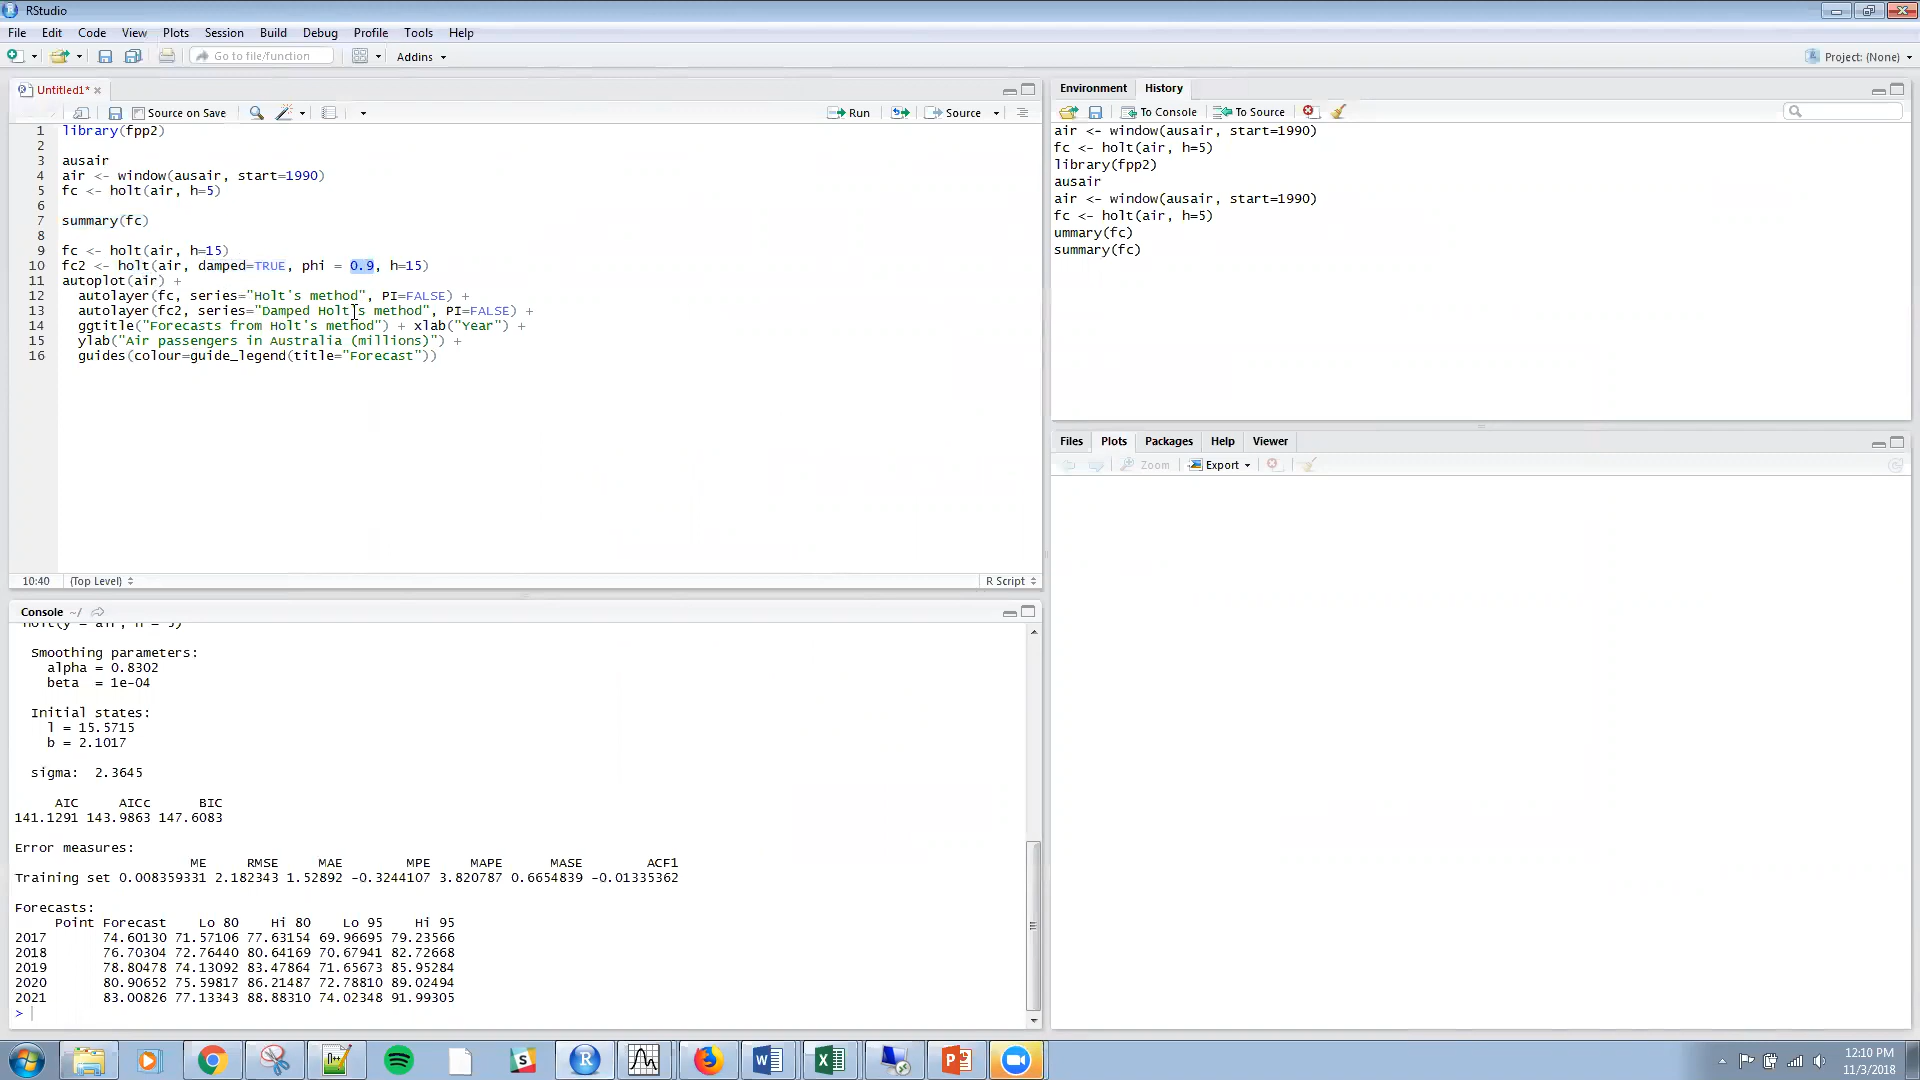 RStudio
File Edit Code View Plots Session Build Debug Profile Tools Help
Go to file/function Addins Project: (None)
Untitled1*
Source on Save Run Source
1 library(fpp2)
2
3 ausair
4 air <- window(ausair, start=1990)
5 fc <- holt(air, h=5)
6
7 summary(fc)
8
9 fc <- holt(air, h=15)
10 fc2 <- holt(air, damped=TRUE, phi = 0.9, h=15)
11 autoplot(air) +
12 autolayer(fc, series="Holt's method", PI=FALSE) +
13 autolayer(fc2, series="Damped Holt's method", PI=FALSE) +
14 ggtitle("Forecasts from Holt's method") + xlab("Year") +
15 ylab("Air passengers in Australia (millions)") +
16 guides(colour=guide_legend(title="Forecast"))
10:40 (Top Level) R Script
Console ~/
holt(y = air, h = 5)
Smoothing parameters:
alpha = 0.8302
beta = 1e-04
Initial states:
l = 15.5715
b = 2.1017
sigma: 2.3645
AIC AICc BIC
141.1291 143.9863 147.6083
Error measures:
ME RMSE MAE MPE MAPE MASE ACF1
Training set 0.008359331 2.182343 1.52892 -0.3244107 3.820787 0.6654839 -0.01335362
Forecasts:
Point Forecast Lo 80 Hi 80 Lo 95 Hi 95
2017 74.60130 71.57106 77.63154 69.96695 79.23566
2018 76.70304 72.76440 80.64169 70.67941 82.72668
2019 78.80478 74.13092 83.47864 71.65673 85.95284
2020 80.90652 75.59817 86.21487 72.78810 89.02494
2021 83.00826 77.13343 88.88310 74.02348 91.99305
>
Environment History
To Console To Source
air <- window(ausair, start=1990)
fc <- holt(air, h=5)
library(fpp2)
ausair
air <- window(ausair, start=1990)
fc <- holt(air, h=5)
ummary(fc)
summary(fc)
Files Plots Packages Help Viewer
Zoom Export
12:10 PM
11/3/2018